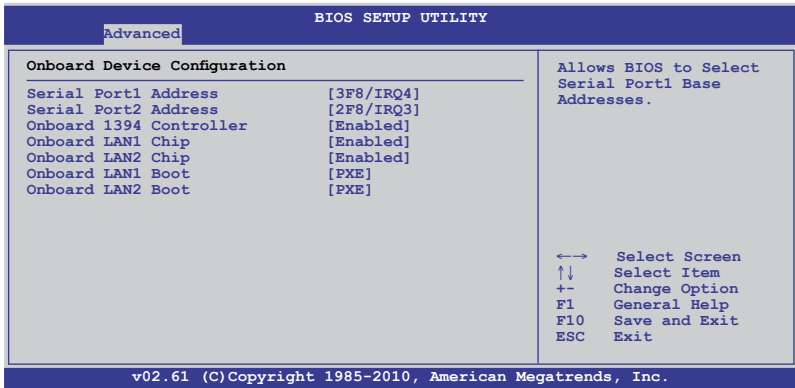 BIOS SETUP UTILITY
Advanced
Onboard Device Configuration
Serial Port1 Address [3F8/IRQ4]
Serial Port2 Address [2F8/IRQ3]
Onboard 1394 Controller [Enabled]
Onboard LAN1 Chip [Enabled]
Onboard LAN2 Chip [Enabled]
Onboard LAN1 Boot [PXE]
Onboard LAN2 Boot [PXE]
Allows BIOS to Select
Serial Port1 Base
Addresses.
←→ Select Screen
↑↓ Select Item
+- Change Option
F1 General Help
F10 Save and Exit
ESC Exit
v02.61 (C)Copyright 1985-2010, American Megatrends, Inc.